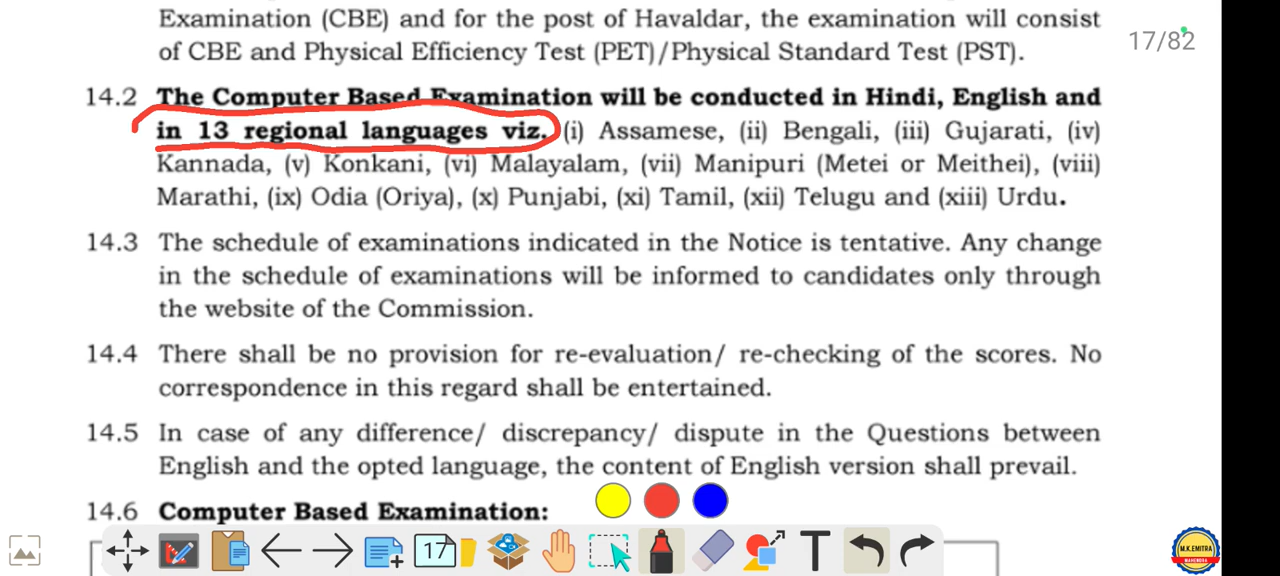 Examination (CBE) and for the post of Havaldar, the examination will consist
of CBE and Physical Efficiency Test (PET)/Physical Standard Test (PST).
17/82
14.2 The Computer Based Examination will be conducted in Hindi, English and
in 13 regional languages viz. (i) Assamese, (ii) Bengali, (iii) Gujarati, (iv)
Kannada, (v) Konkani, (vi) Malayalam, (vii) Manipuri (Metei or Meithei), (viii)
Marathi, (ix) Odia (Oriya), (x) Punjabi, (xi) Tamil, (xii) Telugu and (xiii) Urdu.
14.3 The schedule of examinations indicated in the Notice is tentative. Any change
in the schedule of examinations will be informed to candidates only through
the website of the Commission.
14.4 There shall be no provision for re-evaluation/ re-checking of the scores. No
correspondence in this regard shall be entertained.
14.5 In case of any difference/ discrepancy/ dispute in the Questions between
English and the opted language, the content of English version shall prevail.
14.6 Computer Based Examination:
17
T
M.K.EMITRA